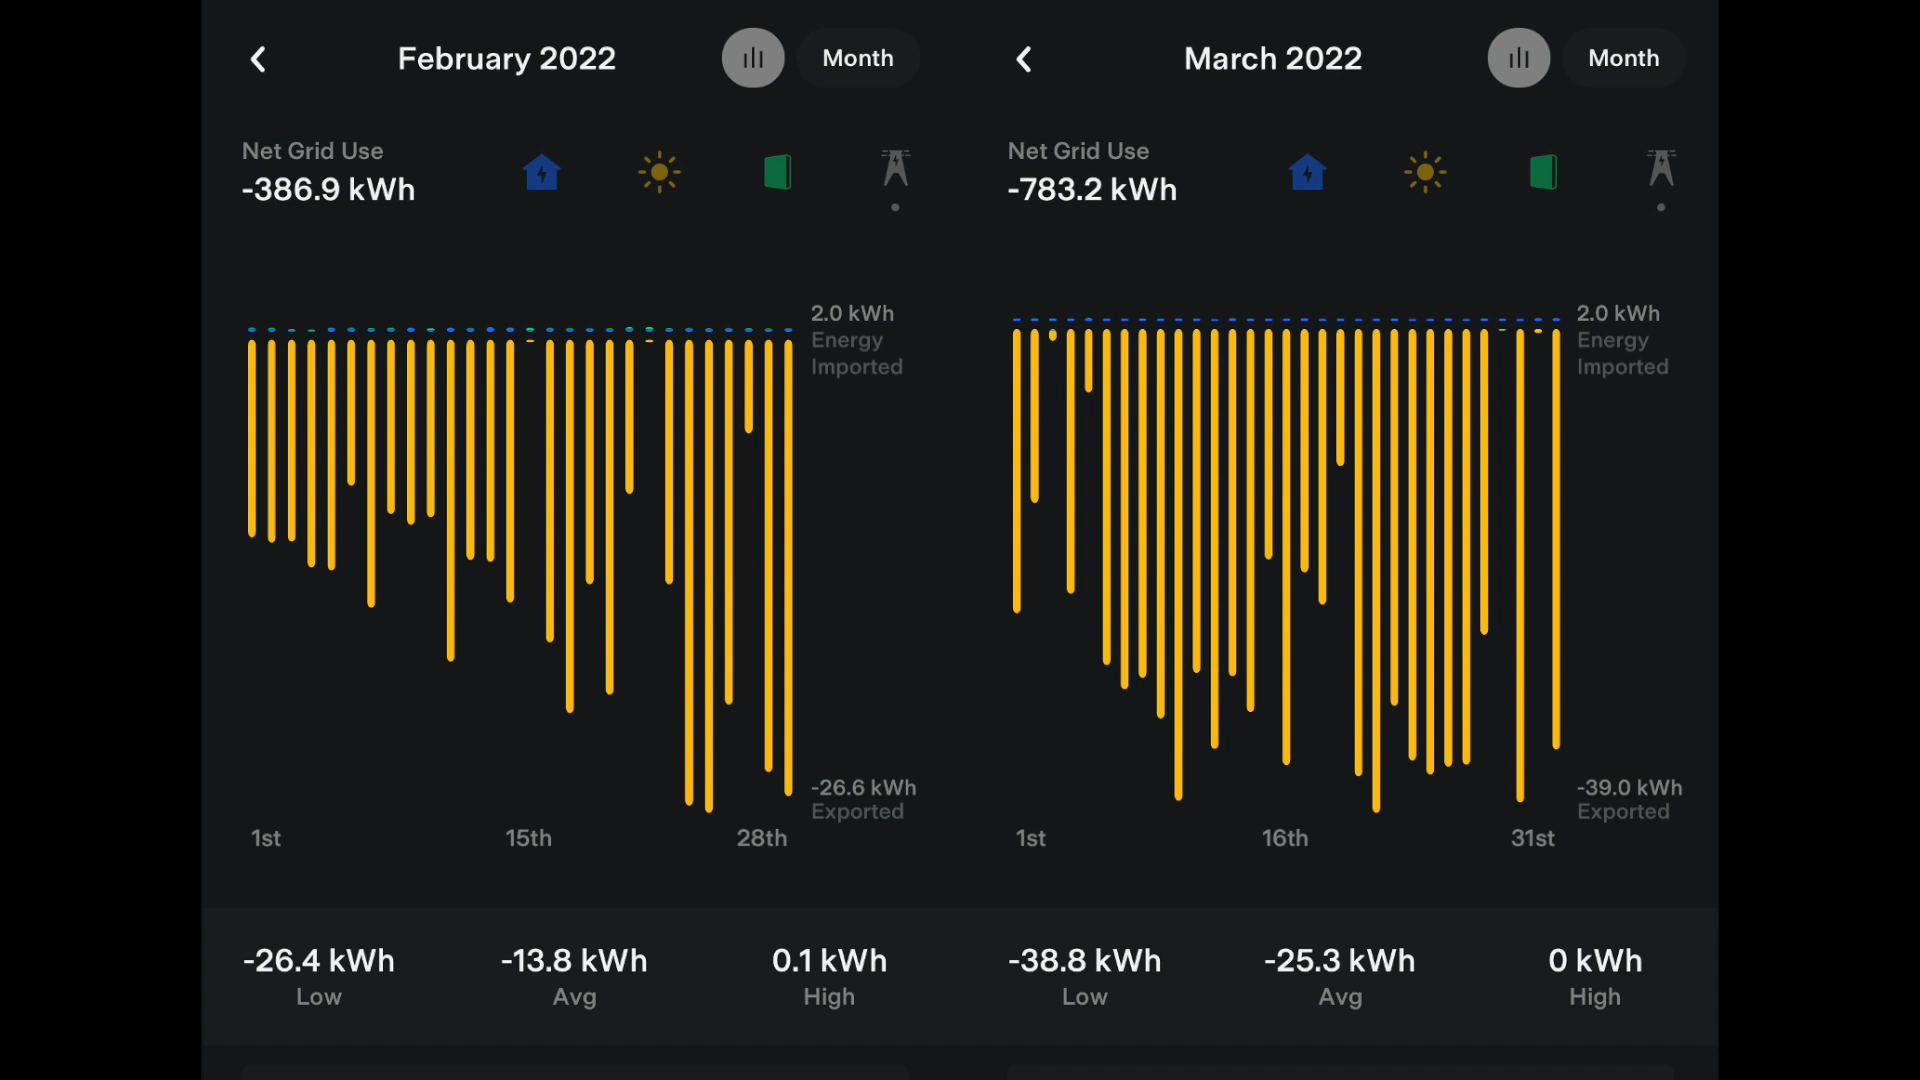 February 2022
Month
Net Grid Use
-386.9 kWh
2.0 kWh
Energy
Imported
-26.6 kWh
Exported
1st
15th
28th
-26.4 kWh
-13.8 kWh
0.1 kWh
Low
Avg
High
March 2022
Month
Net Grid Use
-783.2 kWh
2.0 kWh
Energy
Imported
-39.0 kWh
Exported
1st
16th
31st
-38.8 kWh
-25.3 kWh
0 kWh
Low
Avg
High